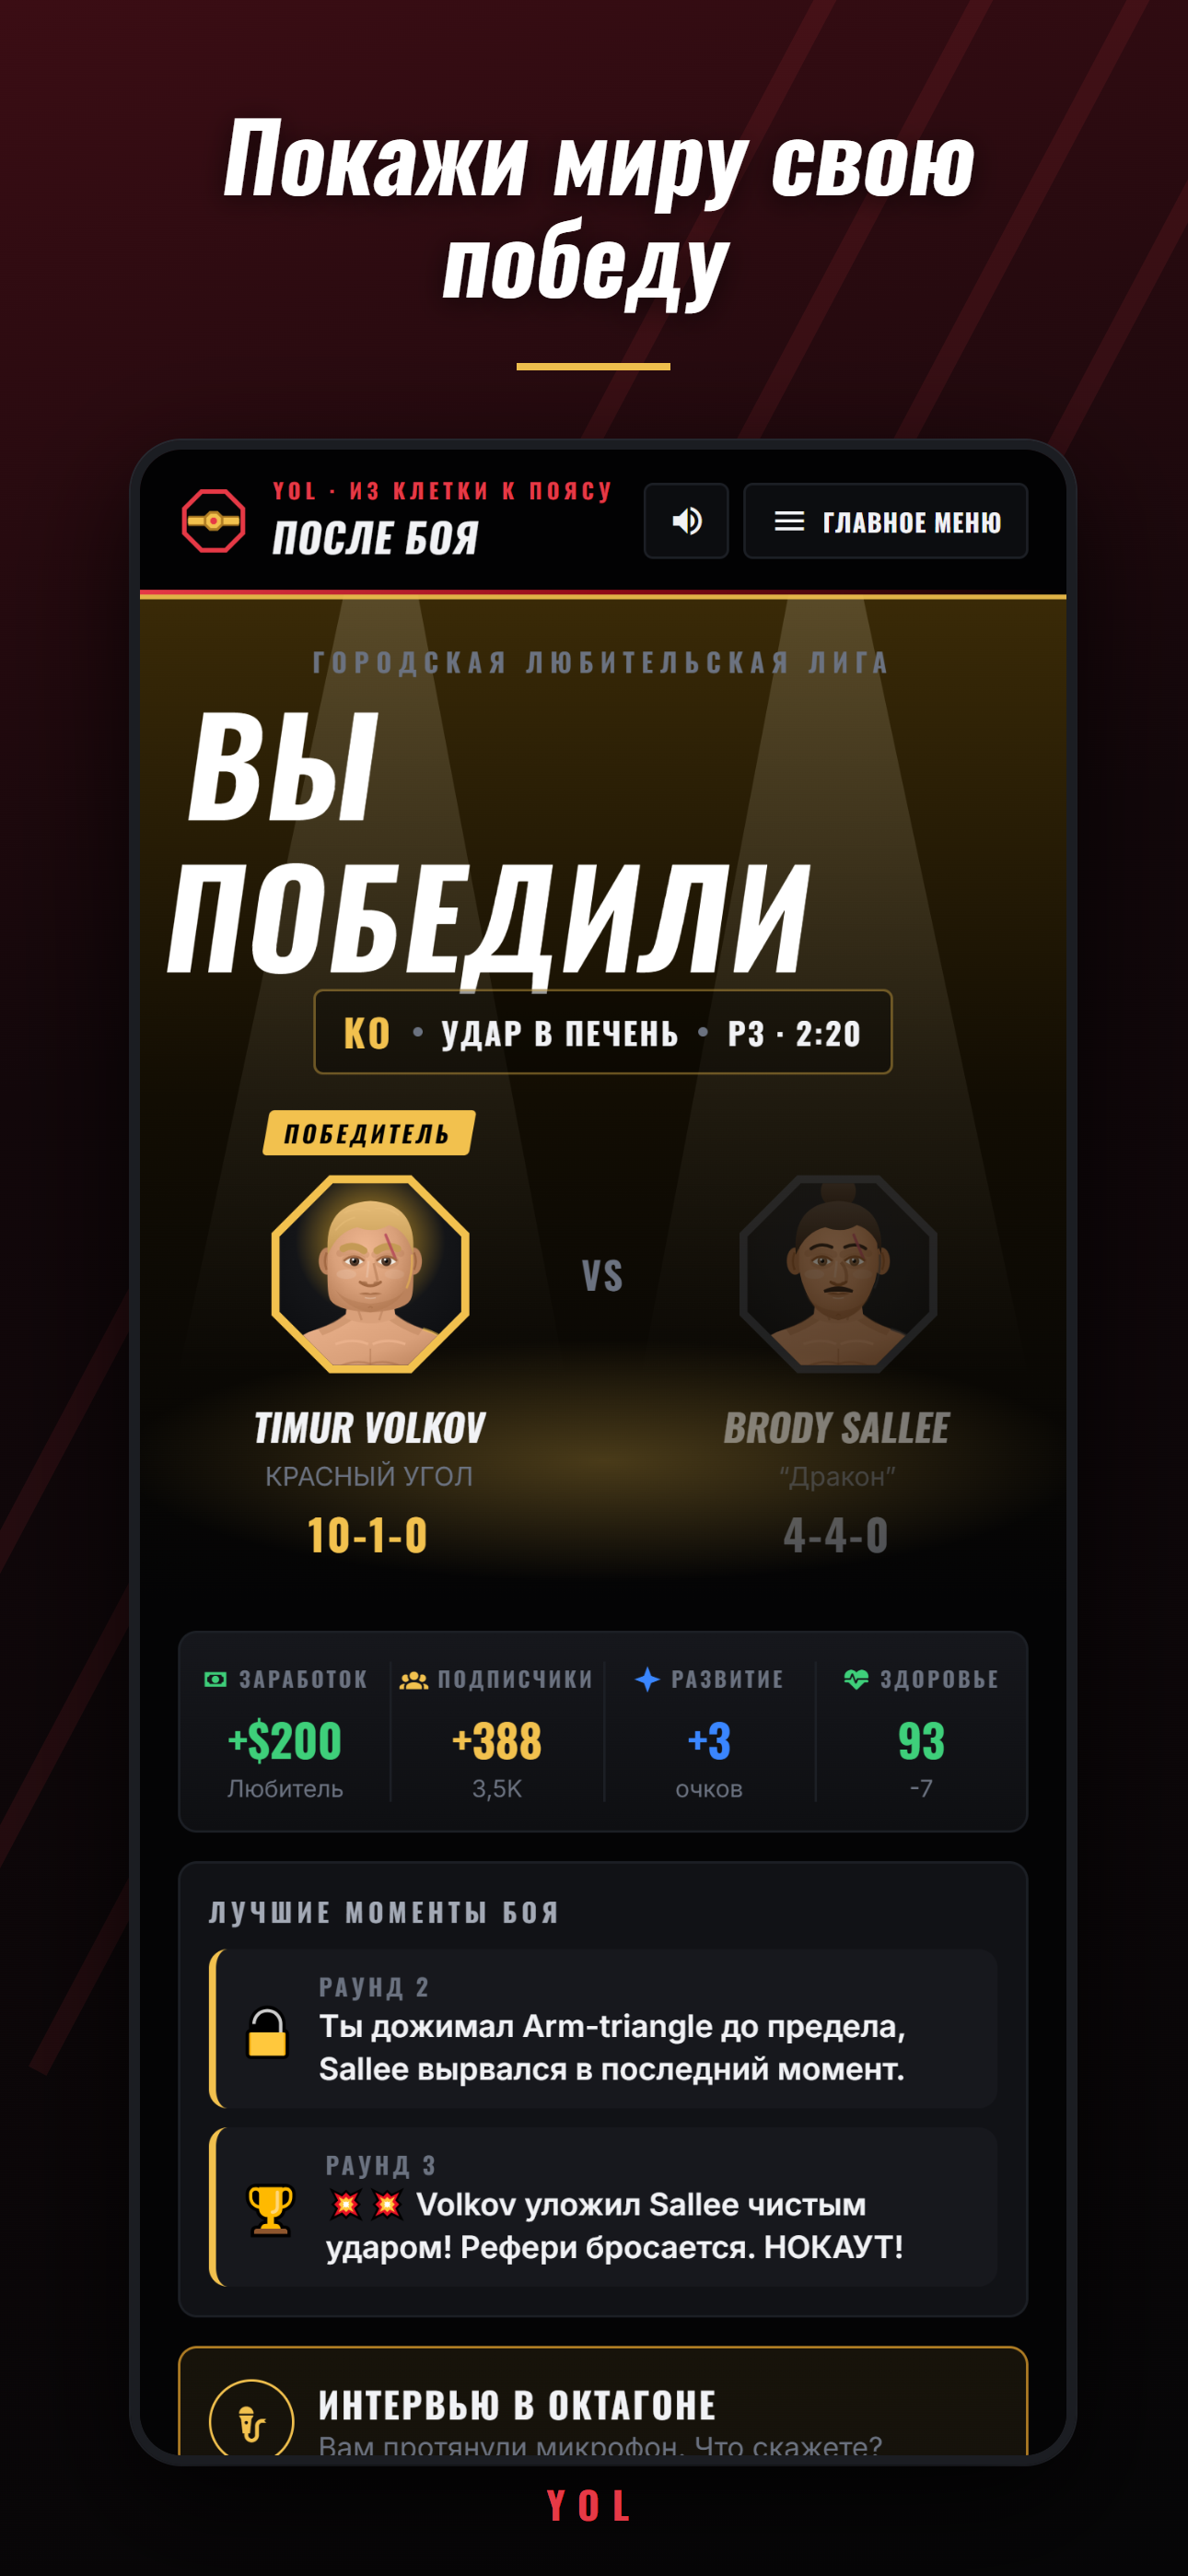 Покажи миру свою
победу
YOL · ИЗ КЛЕТКИ К ПОЯСУ
ПОСЛЕ БОЯ
ГЛАВНОЕ МЕНЮ
ГОРОДСКАЯ ЛЮБИТЕЛЬСКАЯ ЛИГА
ВЫ
ПОБЕДИЛИ
KO • УДАР В ПЕЧЕНЬ • Р3 · 2:20
ПОБЕДИТЕЛЬ
VS
TIMUR VOLKOV
КРАСНЫЙ УГОЛ
10-1-0
BRODY SALLEE
“Дракон”
4-4-0
ЗАРАБОТОК
+$200
Любитель
ПОДПИСЧИКИ
+388
3,5K
РАЗВИТИЕ
+3
очков
ЗДОРОВЬЕ
93
-7
ЛУЧШИЕ МОМЕНТЫ БОЯ
РАУНД 2
Ты дожимал Arm-triangle до предела,
Sallee вырвался в последний момент.
РАУНД 3
💥💥 Volkov уложил Sallee чистым
ударом! Рефери бросается. НОКАУТ!
ИНТЕРВЬЮ В ОКТАГОНЕ
Вам протянули микрофон. Что скажете?
YOL